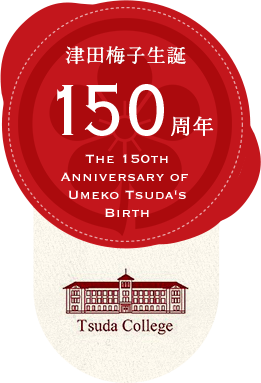 津田梅子生誕
150周年
The 150th
Anniversary of
Umeko Tsuda's
Birth
Tsuda College